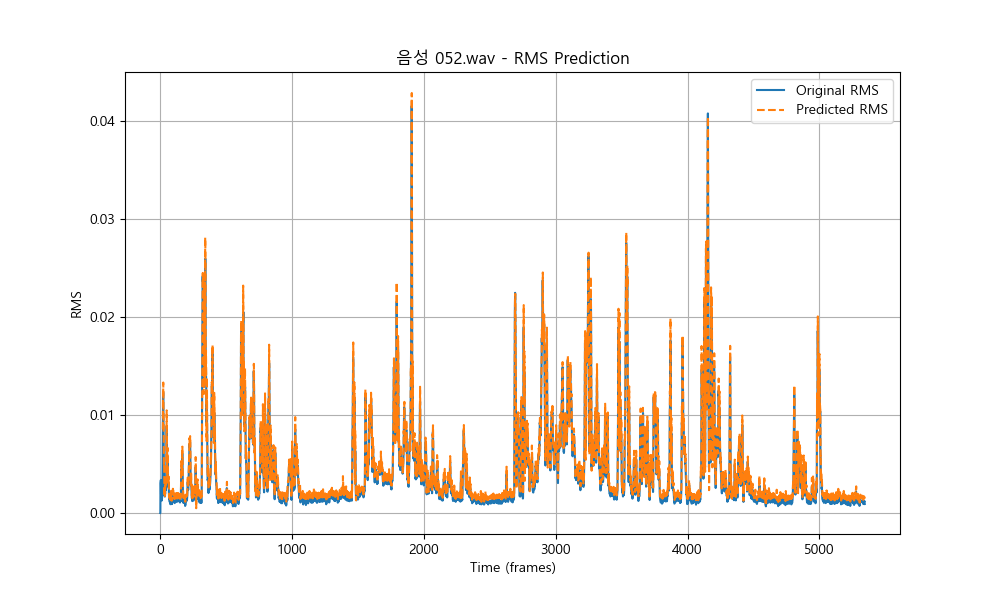 음성 052.wav - RMS Prediction
Original RMS
Predicted RMS
0.04
0.03
0.02
0.01
0.00
RMS
0
1000
2000
3000
4000
5000
Time (frames)